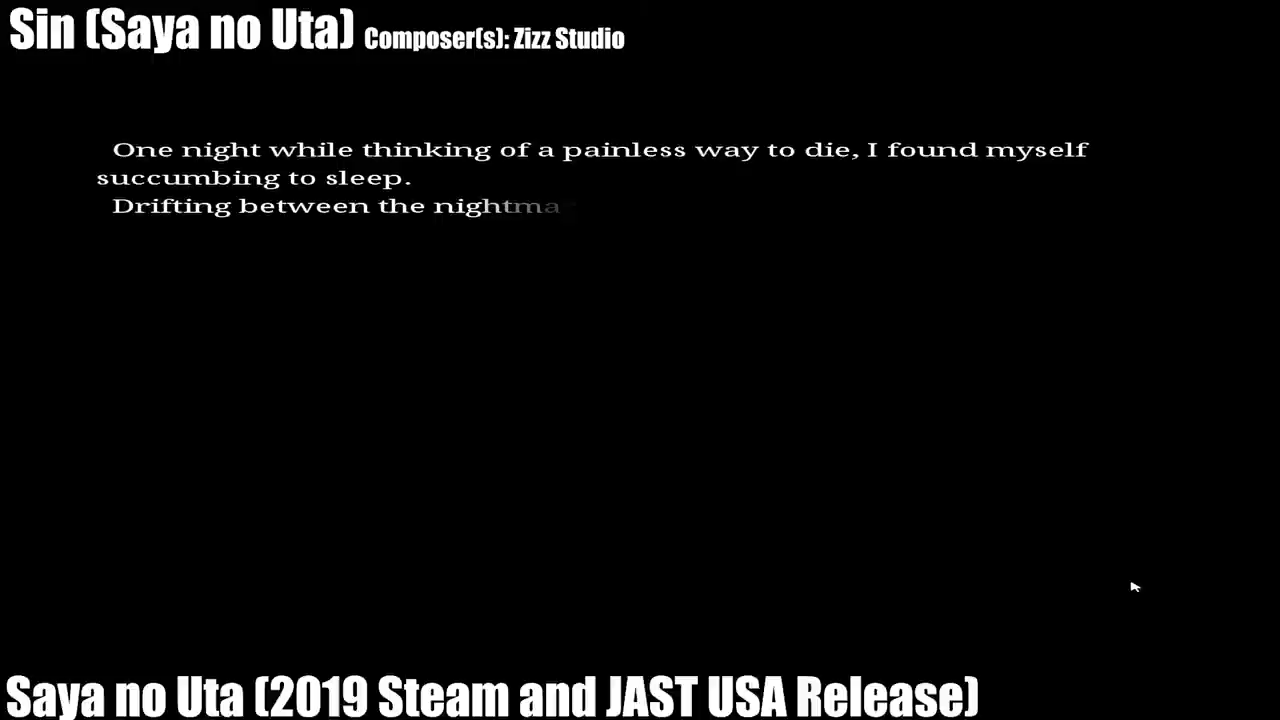 Sin (Saya no Uta) Composer(s): Zizz Studio
One night while thinking of a painless way to die, I found myself
succumbing to sleep.
Drifting between the nightma
Saya no Uta (2019 Steam and JAST USA Release)